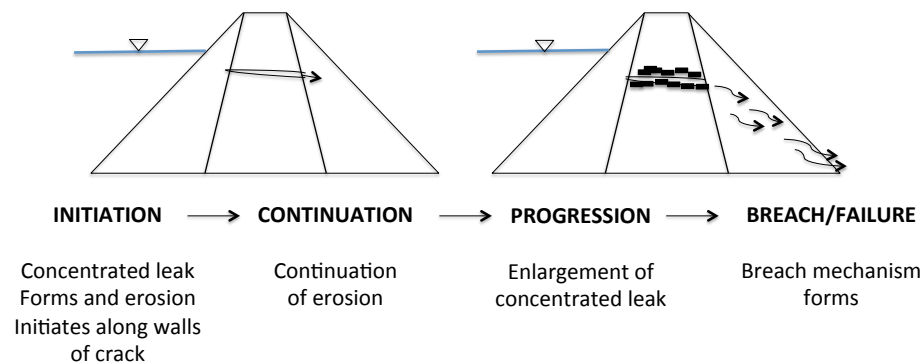 INITIATION
CONTINUATION
PROGRESSION
BREACH/FAILURE
Concentrated leak
Forms and erosion
Initiates along walls
of crack
Continuation
of erosion
Enlargement of
concentrated leak
Breach mechanism
forms